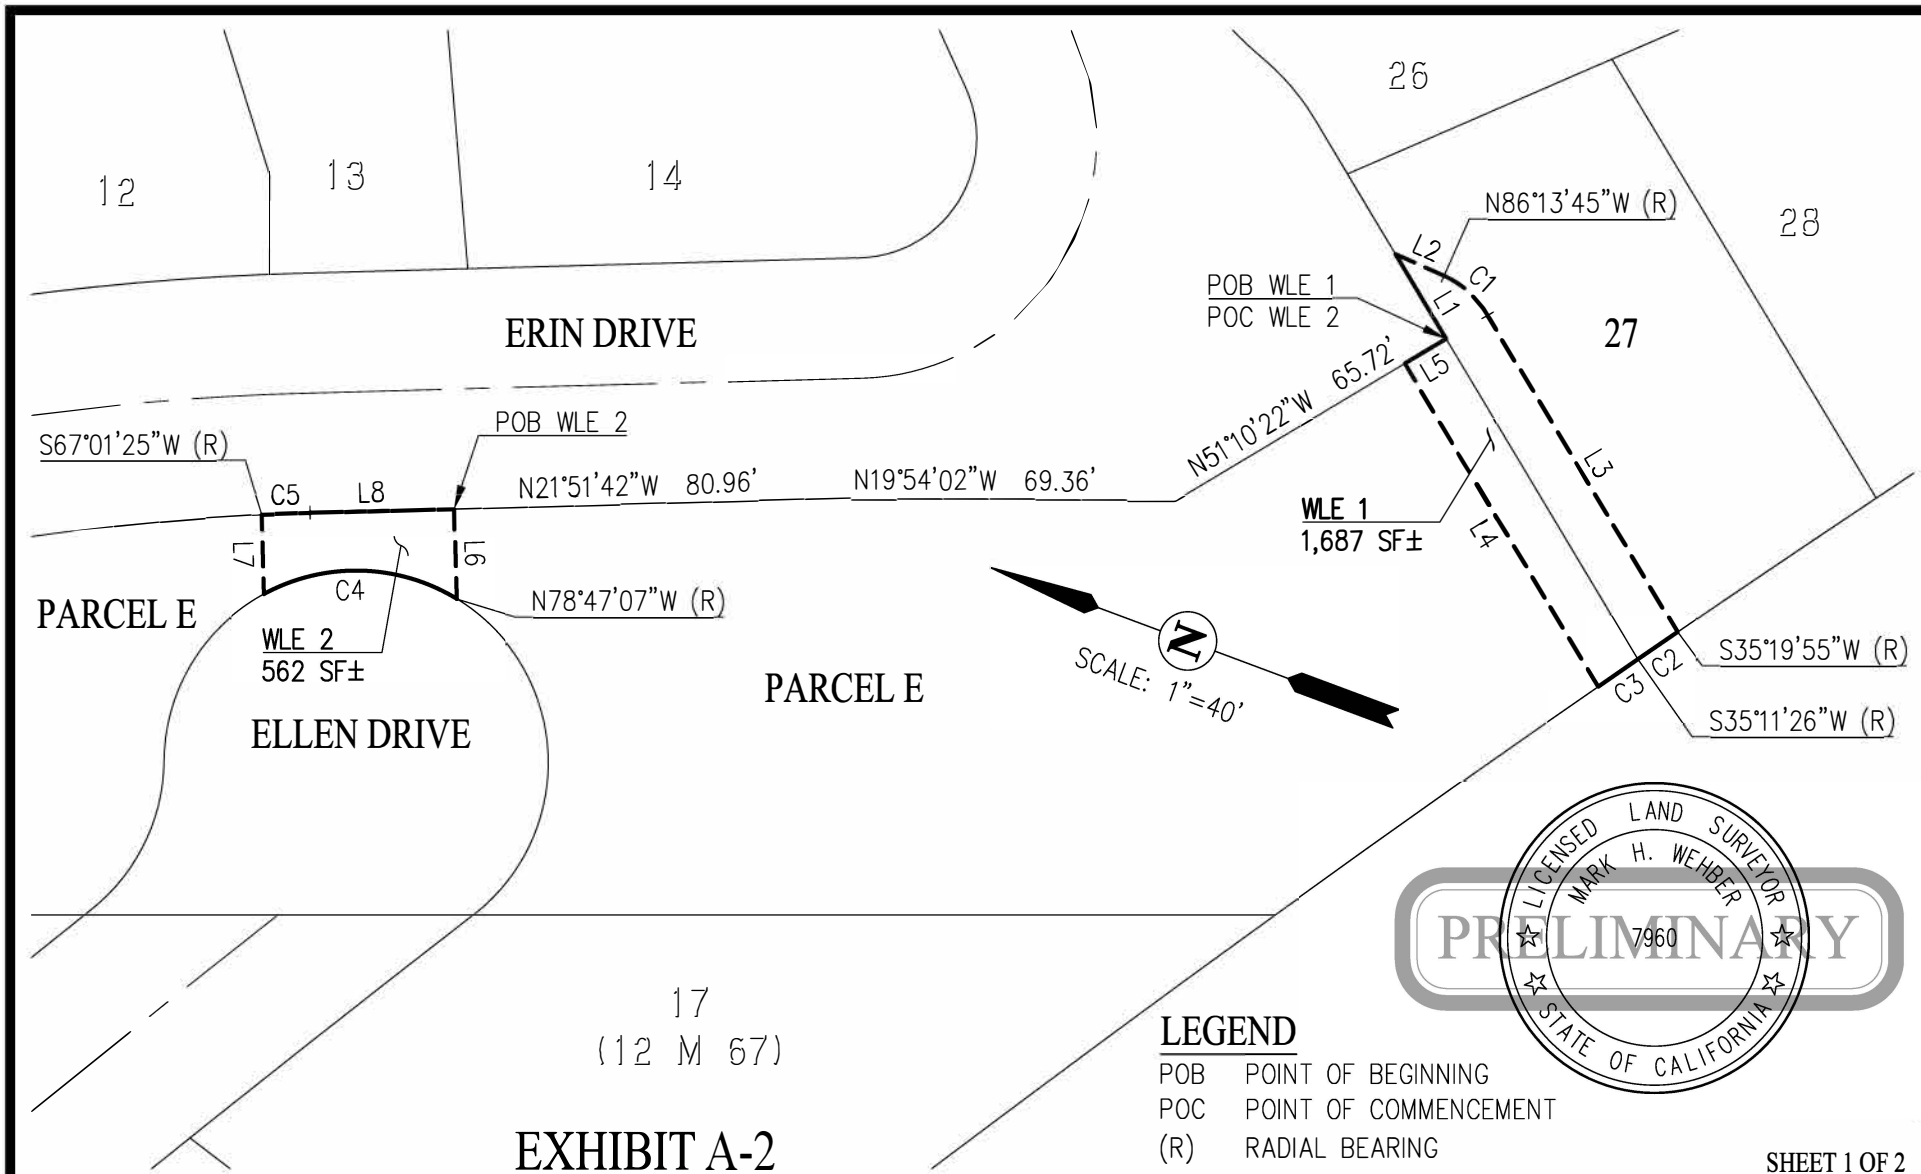 26
12
13
14
28
N86°13'45"W (R)
L2
C1
L1
POB WLE 1
POC WLE 2
27
ERIN DRIVE
L5
N51°10'22"W 65.72'
S67°01'25"W (R)
POB WLE 2
C5
L8
N21°51'42"W 80.96'
N19°54'02"W 69.36'
L3
WLE 1
1,687 SF±
L4
L7
L6
C4
N78°47'07"W (R)
PARCEL E
WLE 2
562 SF±
ELLEN DRIVE
PARCEL E
N
SCALE: 1"=40'
C2
C3
S35°19'55"W (R)
S35°11'26"W (R)
LICENSED LAND SURVEYOR
MARK H. WEHBER
7960
STATE OF CALIFORNIA
PRELIMINARY
17
(12 M 67)
LEGEND
POB POINT OF BEGINNING
POC POINT OF COMMENCEMENT
(R) RADIAL BEARING
EXHIBIT A-2
SHEET 1 OF 2